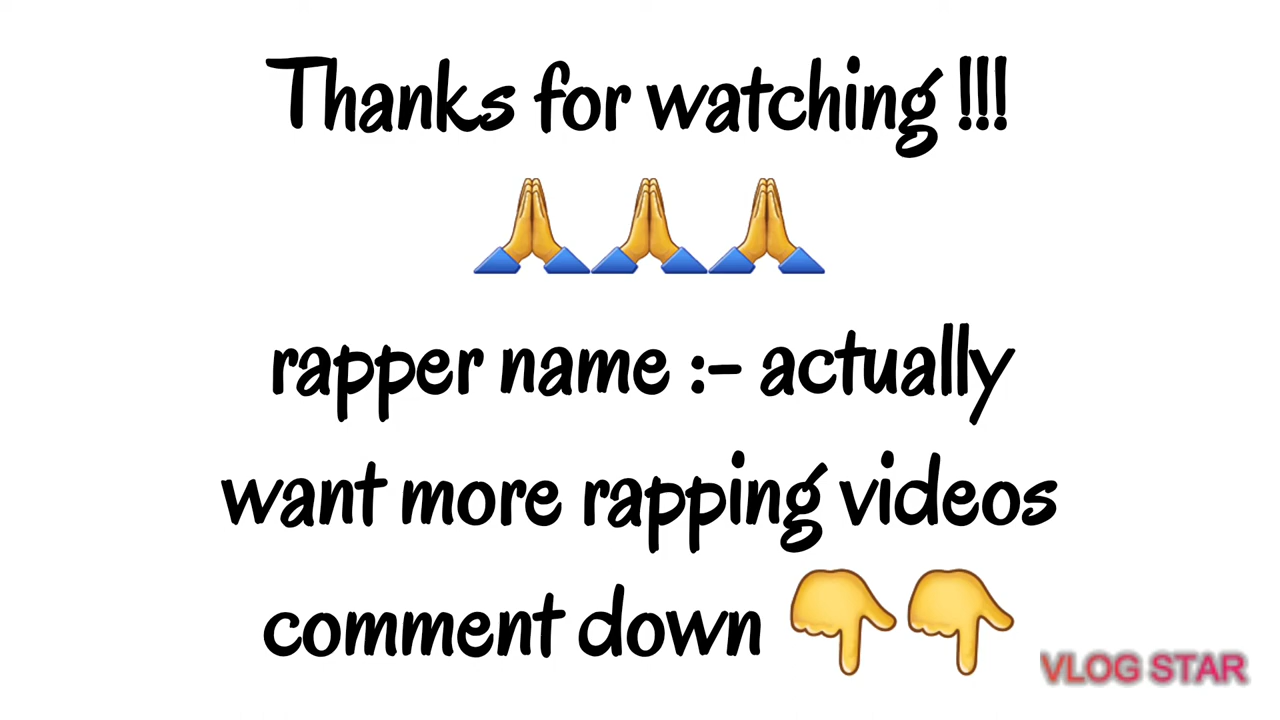 Thanks for watching !!!
🙏🙏🙏
rapper name :- actually
want more rapping videos
comment down 👇👇
VLOG STAR